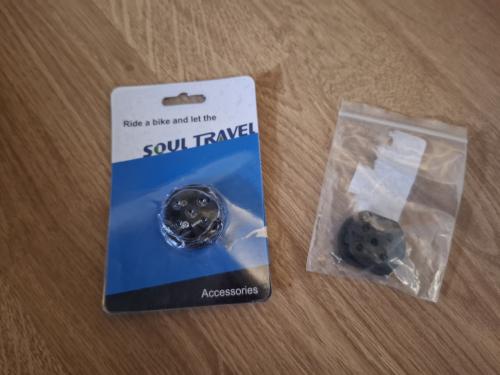 Ride a bike and let the
SOUL TRAVEL
Accessories